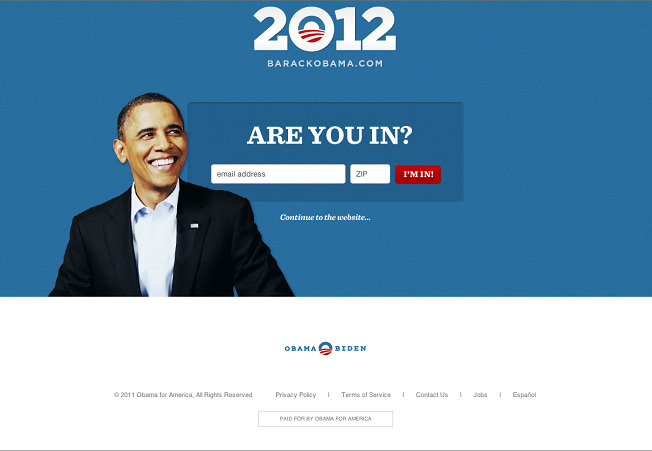 2012
BARACKOBAMA.COM
ARE YOU IN?
email address ZIP I'M IN!
Continue to the website...
OBAMA BIDEN
© 2011 Obama for America, All Rights Reserved Privacy Policy | Terms of Service | Contact Us | Jobs | Español
PAID FOR BY OBAMA FOR AMERICA